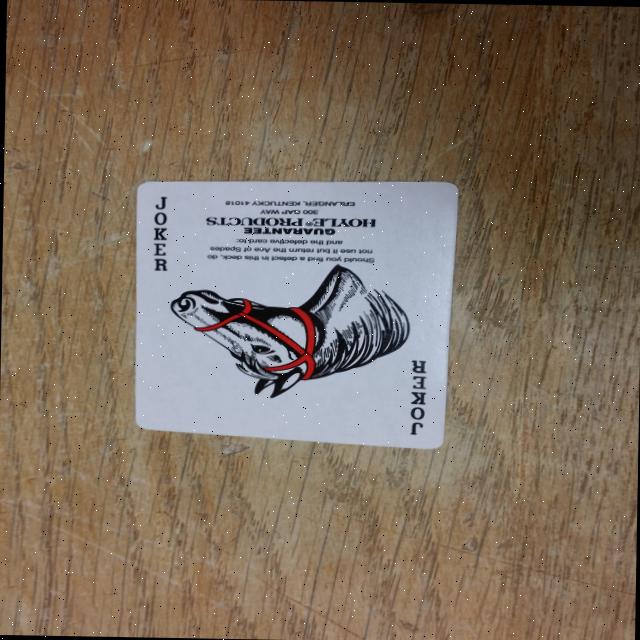 JOKER
GUARANTEE
Should you find a defect in this deck, do
not use it but return the Ace of Spades
and the defective card to:
HOYLE® PRODUCTS
300 CAP WAY
ERLANGER, KENTUCKY 41018
JOKER